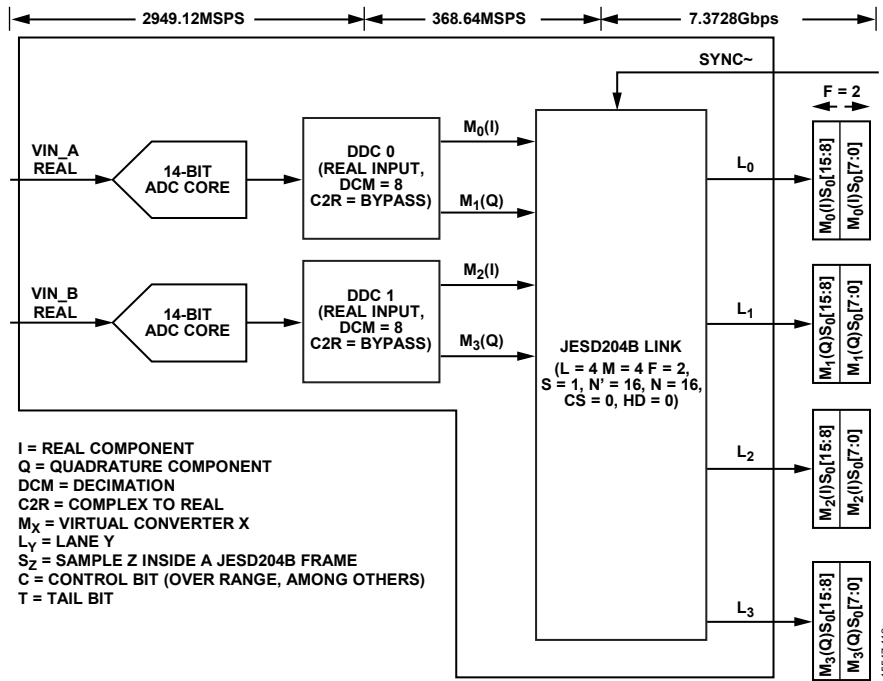 2949.12MSPS
368.64MSPS
7.3728Gbps
SYNC~
F = 2
VIN_A
REAL
14-BIT
ADC CORE
DDC 0
(REAL INPUT,
DCM = 8
C2R = BYPASS)
M0(I)
M1(Q)
L0
M0(I)S0[15:8]
M0(I)S0[7:0]
VIN_B
REAL
14-BIT
ADC CORE
DDC 1
(REAL INPUT,
DCM = 8
C2R = BYPASS)
M2(I)
M3(Q)
JESD204B LINK
(L = 4 M = 4 F = 2,
S = 1, N' = 16, N = 16,
CS = 0, HD = 0)
L1
M1(Q)S0[15:8]
M1(Q)S0[7:0]
L2
M2(I)S0[15:8]
M2(I)S0[7:0]
L3
M3(Q)S0[15:8]
M3(Q)S0[7:0]
I = REAL COMPONENT
Q = QUADRATURE COMPONENT
DCM = DECIMATION
C2R = COMPLEX TO REAL
MX = VIRTUAL CONVERTER X
LY = LANE Y
SZ = SAMPLE Z INSIDE A JESD204B FRAME
C = CONTROL BIT (OVER RANGE, AMONG OTHERS)
T = TAIL BIT